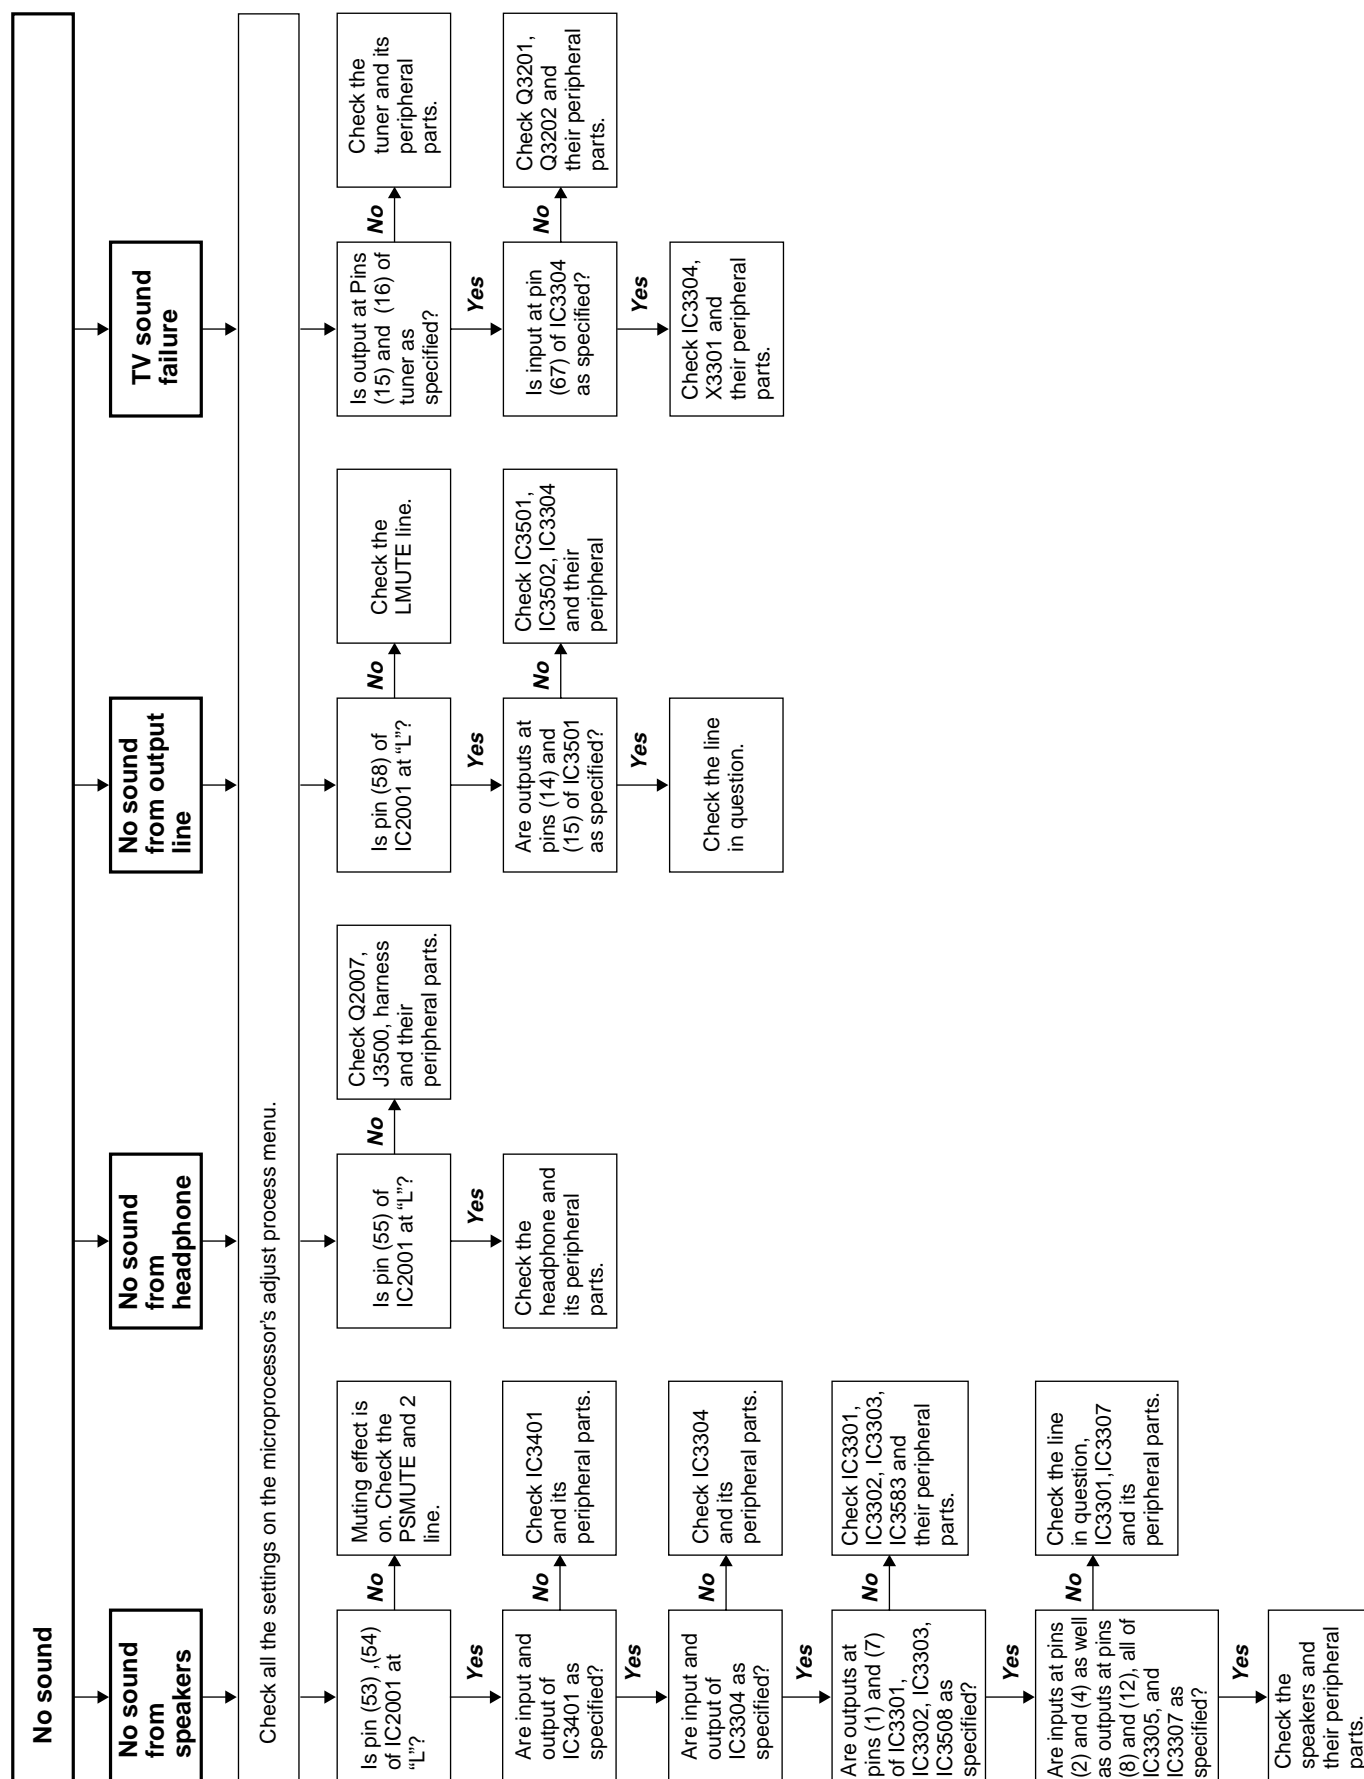 No sound
No sound
from
speakers
No sound
from
headphone
No sound
from output
line
TV sound
failure
Check all the settings on the microprocessor's adjust process menu.
Is pin (53) ,(54)
of IC2001 at
“L”?
No
Muting effect is
on. Check the
PSMUTE and 2
line.
Yes
Are input and
output of
IC3401 as
specified?
No
Check IC3401
and its
peripheral parts.
Yes
Are input and
output of
IC3304 as
specified?
No
Check IC3304
and its
peripheral parts.
Yes
Are outputs at
pins (1) and (7)
of IC3301,
IC3302, IC3303,
IC3508 as
specified?
No
Check IC3301,
IC3302, IC3303,
IC3583 and
their peripheral
parts.
Yes
Are inputs at pins
(2) and (4) as well
as outputs at pins
(8) and (12), all of
IC3305, and
IC3307 as
specified?
No
Check the line
in question,
IC3301,IC3307
and its
peripheral parts.
Yes
Check the
speakers and
their peripheral
parts.
Is pin (55) of
IC2001 at “L”?
No
Check Q2007,
J3500, harness
and their
peripheral parts.
Yes
Check the
headphone and
its peripheral
parts.
Is pin (58) of
IC2001 at “L”?
No
Check the
LMUTE line.
Yes
Are outputs at
pins (14) and
(15) of IC3501
as specified?
No
Check IC3501,
IC3502, IC3304
and their
peripheral
Yes
Check the line
in question.
Is output at Pins
(15) and (16) of
tuner as
specified?
No
Check the
tuner and its
peripheral
parts.
Yes
Is input at pin
(67) of IC3304
as specified?
No
Check Q3201,
Q3202 and
their peripheral
parts.
Yes
Check IC3304,
X3301 and
their peripheral
parts.